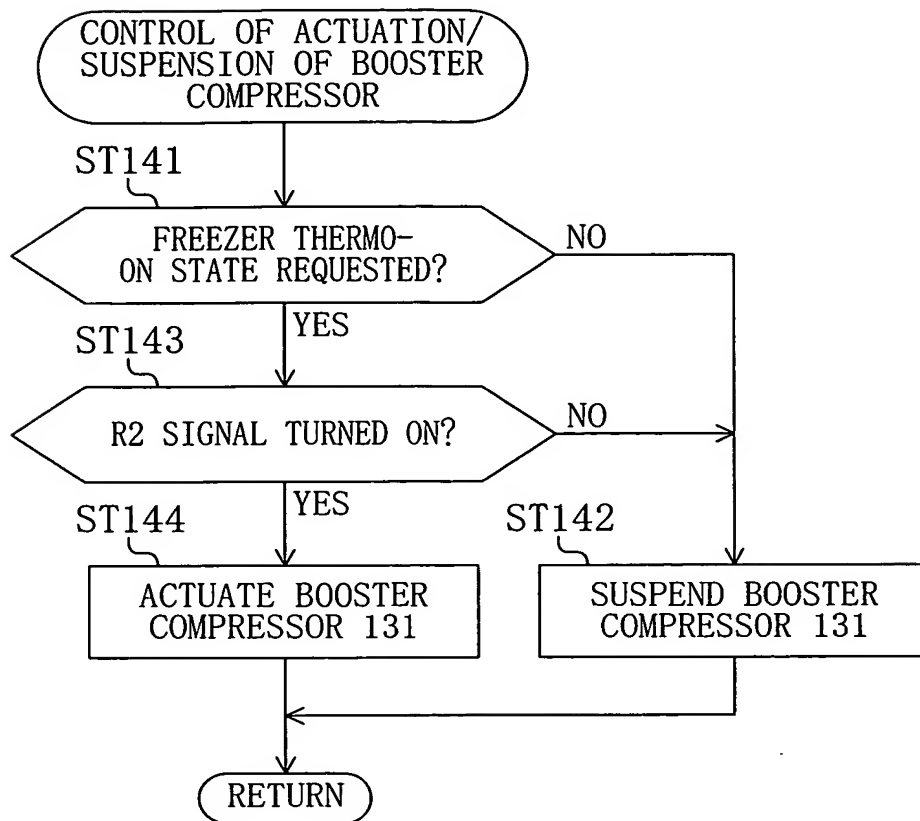 CONTROL OF ACTUATION/
SUSPENSION OF BOOSTER
COMPRESSOR
ST141
FREEZER THERMO-
ON STATE REQUESTED?
NO
YES
ST143
R2 SIGNAL TURNED ON?
NO
YES
ST144
ACTUATE BOOSTER
COMPRESSOR 131
ST142
SUSPEND BOOSTER
COMPRESSOR 131
RETURN